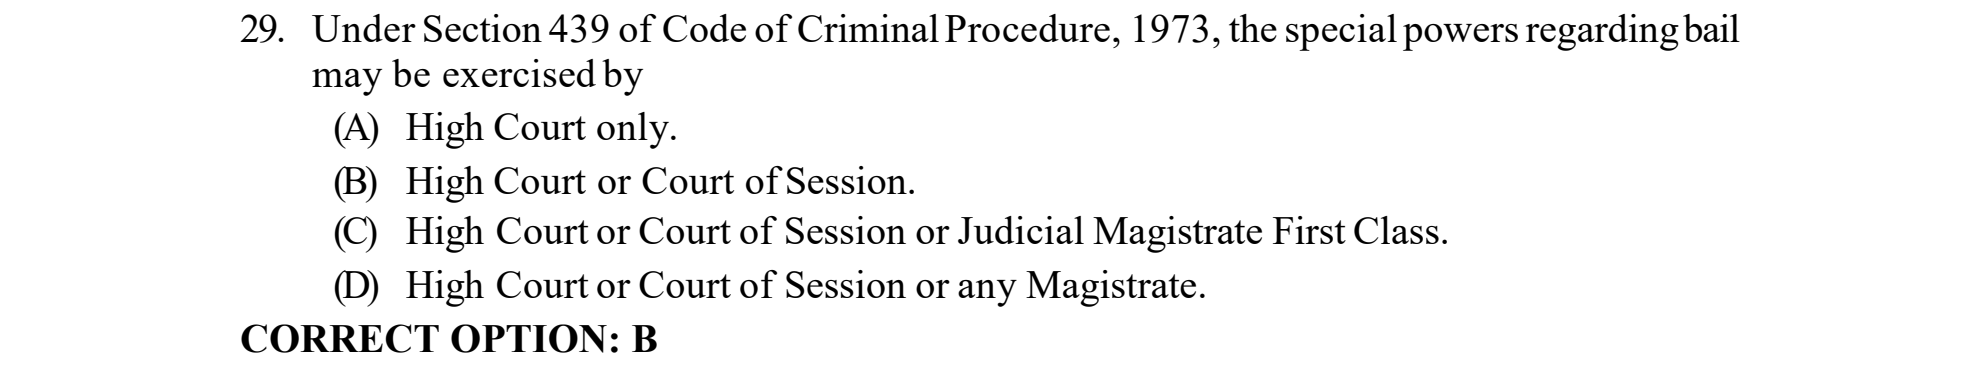 29. Under Section 439 of Code of Criminal Procedure, 1973, the special powers regarding bail
may be exercised by
(A) High Court only.
(B) High Court or Court of Session.
(C) High Court or Court of Session or Judicial Magistrate First Class.
(D) High Court or Court of Session or any Magistrate.
CORRECT OPTION: B